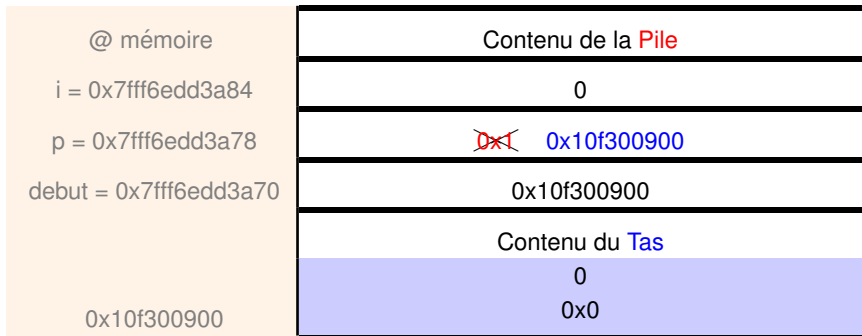 @ mémoire Contenu de la Pile
i = 0x7fff6edd3a84 0
p = 0x7fff6edd3a78 0x1 0x10f300900
debut = 0x7fff6edd3a70 0x10f300900
Contenu du Tas
0
0x10f300900 0x0